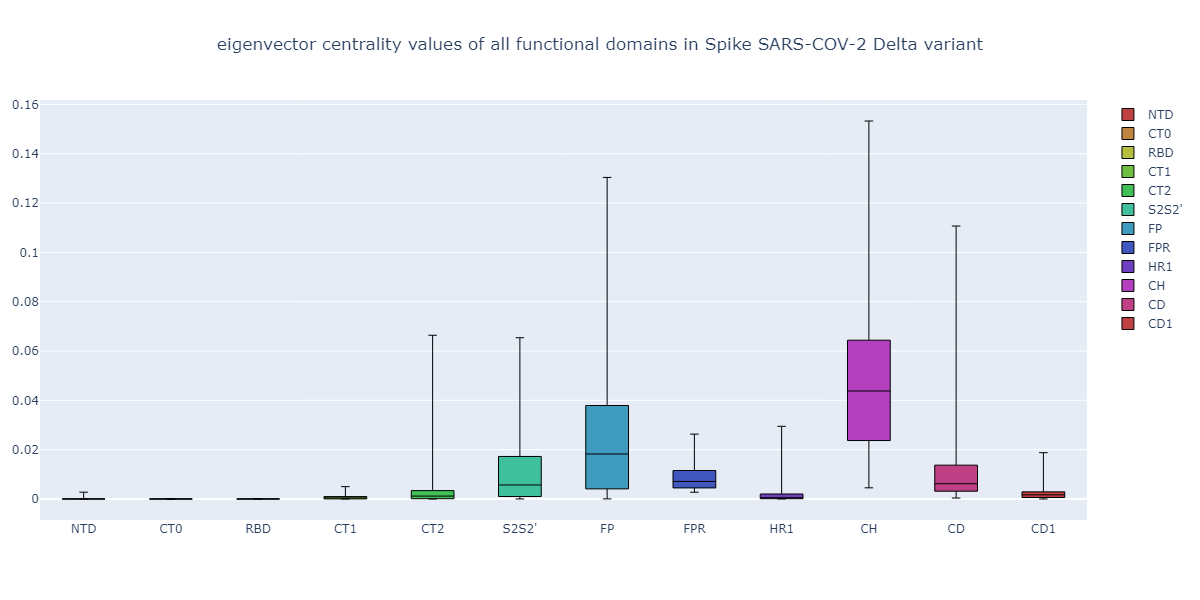 eigenvector centrality values of all functional domains in Spike SARS-COV-2 Delta variant
0.16
0.14
0.12
0.1
0.08
0.06
0.04
0.02
0
NTD
CT0
RBD
CT1
CT2
S2S2'
FP
FPR
HR1
CH
CD
CD1
NTD
CT0
RBD
CT1
CT2
S2S2'
FP
FPR
HR1
CH
CD
CD1